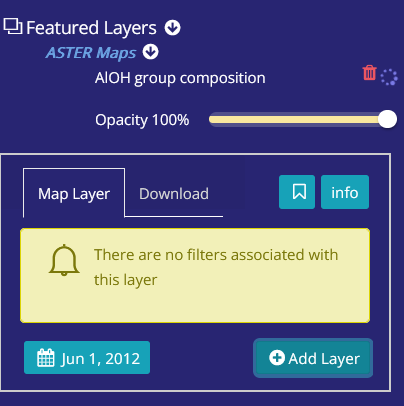 Featured Layers
ASTER Maps
AlOH group composition
Opacity 100%
Map Layer
Download
info
There are no filters associated with
this layer
Jun 1, 2012
Add Layer